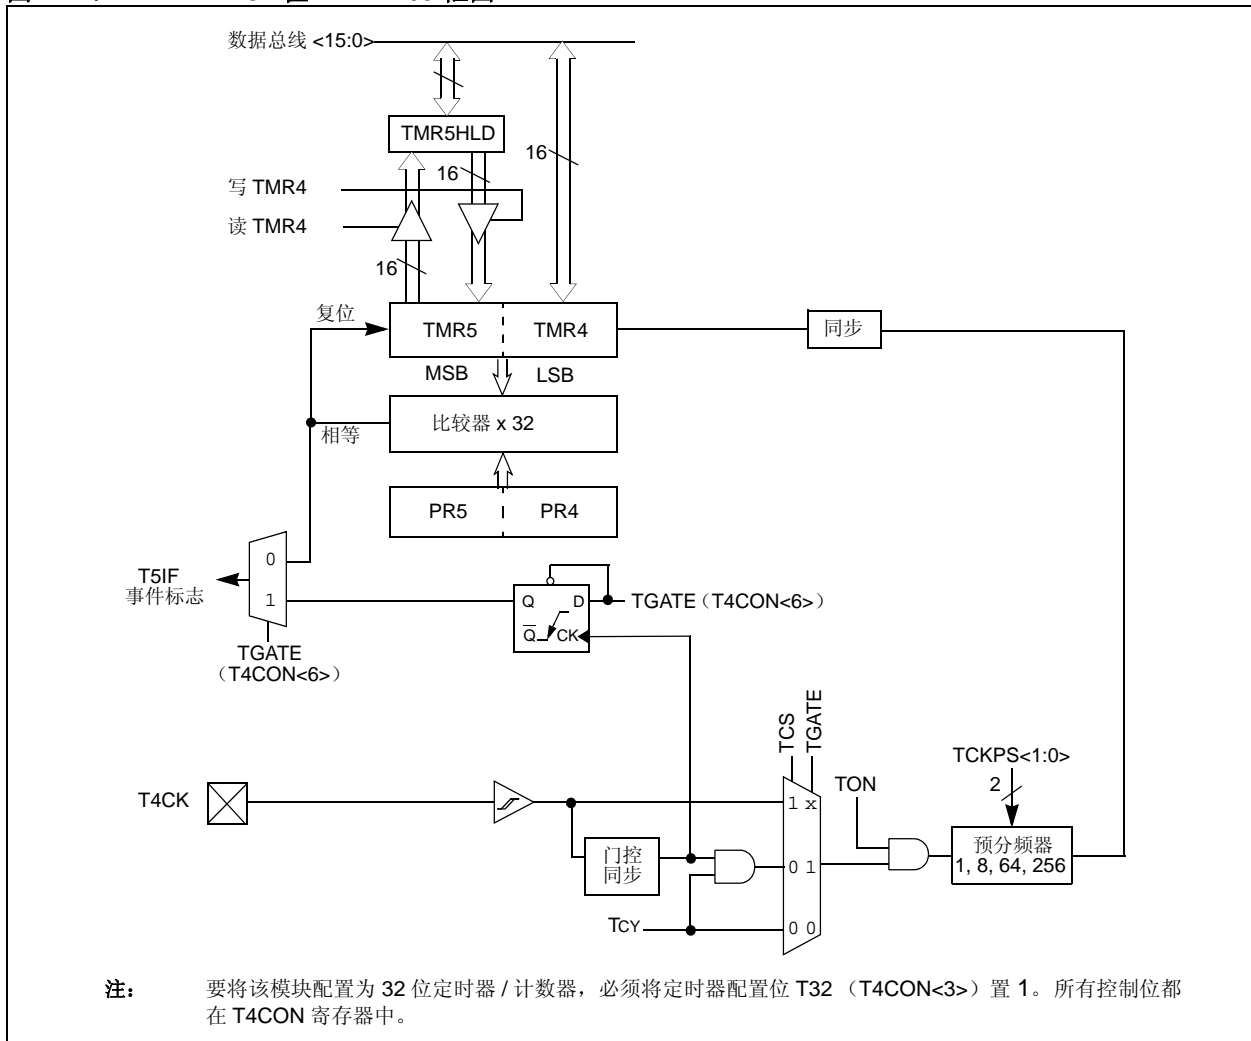 数据总线 <15:0>
TMR5HLD
16
16
写 TMR4
读 TMR4
16
复位
TMR5
TMR4
同步
MSB
LSB
比较器 x 32
相等
PR5
PR4
0
1
T5IF
事件标志
TGATE
（T4CON<6>）
Q
D
Q
CK
TGATE（T4CON<6>）
TCS
TGATE
TCKPS<1:0>
2
TON
T4CK
1 x
门控
同步
0 1
预分频器
1, 8, 64, 256
TCY
0 0
注： 要将该模块配置为 32 位定时器 / 计数器，必须将定时器配置位 T32 （T4CON<3>）置 1。所有控制位都
在 T4CON 寄存器中。